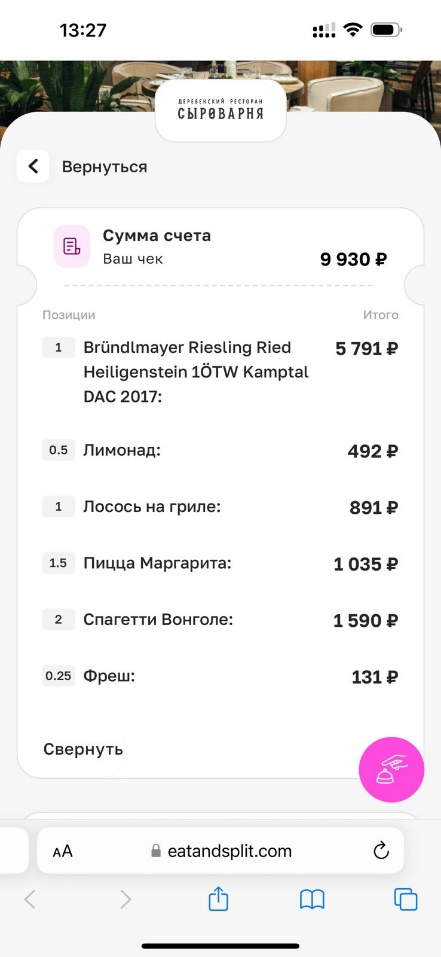 13:27
ДЕРЕВЕНСКИЙ РЕСТОРАН
СЫРОВАРНЯ
Вернуться
Сумма счета
Ваш чек
9 930 ₽
Позиции Итого
1 Bründlmayer Riesling Ried 5 791 ₽
Heiligenstein 1ÖTW Kamptal
DAC 2017:
0.5 Лимонад: 492 ₽
1 Лосось на гриле: 891 ₽
1.5 Пицца Маргарита: 1 035 ₽
2 Спагетти Вонголе: 1 590 ₽
0.25 Фреш: 131 ₽
Свернуть
AA eatandsplit.com